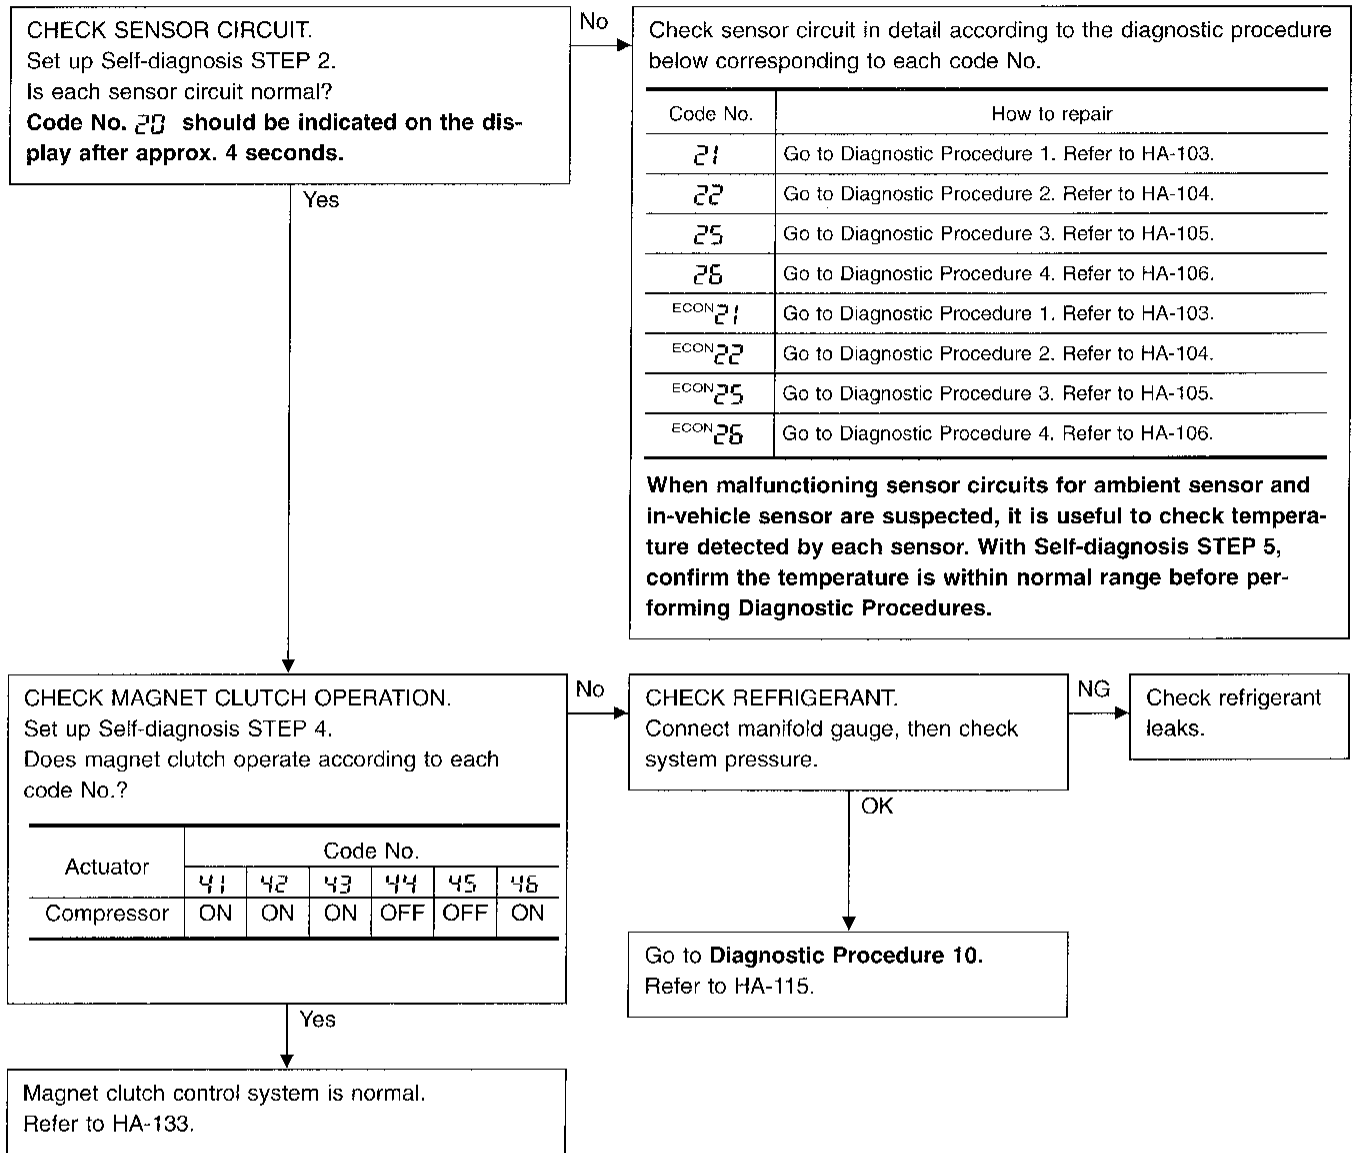 CHECK SENSOR CIRCUIT.
Set up Self-diagnosis STEP 2.
Is each sensor circuit normal?
Code No. 20 should be indicated on the dis-
play after approx. 4 seconds.
No
Check sensor circuit in detail according to the diagnostic procedure
below corresponding to each code No.
Code No. How to repair
21 Go to Diagnostic Procedure 1. Refer to HA-103.
22 Go to Diagnostic Procedure 2. Refer to HA-104.
25 Go to Diagnostic Procedure 3. Refer to HA-105.
26 Go to Diagnostic Procedure 4. Refer to HA-106.
ECON21 Go to Diagnostic Procedure 1. Refer to HA-103.
ECON22 Go to Diagnostic Procedure 2. Refer to HA-104.
ECON25 Go to Diagnostic Procedure 3. Refer to HA-105.
ECON26 Go to Diagnostic Procedure 4. Refer to HA-106.
When malfunctioning sensor circuits for ambient sensor and
in-vehicle sensor are suspected, it is useful to check tempera-
ture detected by each sensor. With Self-diagnosis STEP 5,
confirm the temperature is within normal range before per-
forming Diagnostic Procedures.
Yes
CHECK MAGNET CLUTCH OPERATION.
Set up Self-diagnosis STEP 4.
Does magnet clutch operate according to each
code No.?
Actuator Code No.
41 42 43 44 45 46
Compressor ON ON ON OFF OFF ON
No
CHECK REFRIGERANT.
Connect manifold gauge, then check
system pressure.
NG
Check refrigerant
leaks.
OK
Go to Diagnostic Procedure 10.
Refer to HA-115.
Yes
Magnet clutch control system is normal.
Refer to HA-133.